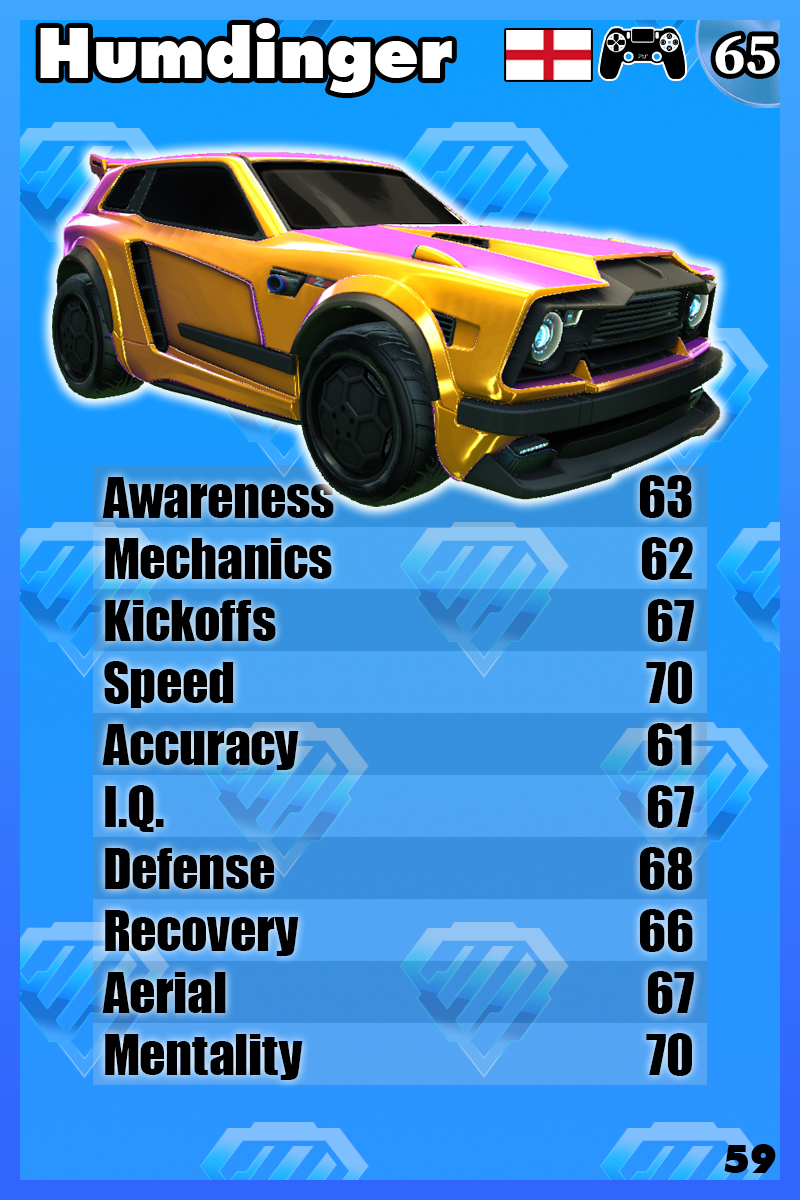 Humdinger 65
Awareness 63
Mechanics 62
Kickoffs 67
Speed 70
Accuracy 61
I.Q. 67
Defense 68
Recovery 66
Aerial 67
Mentality 70
59